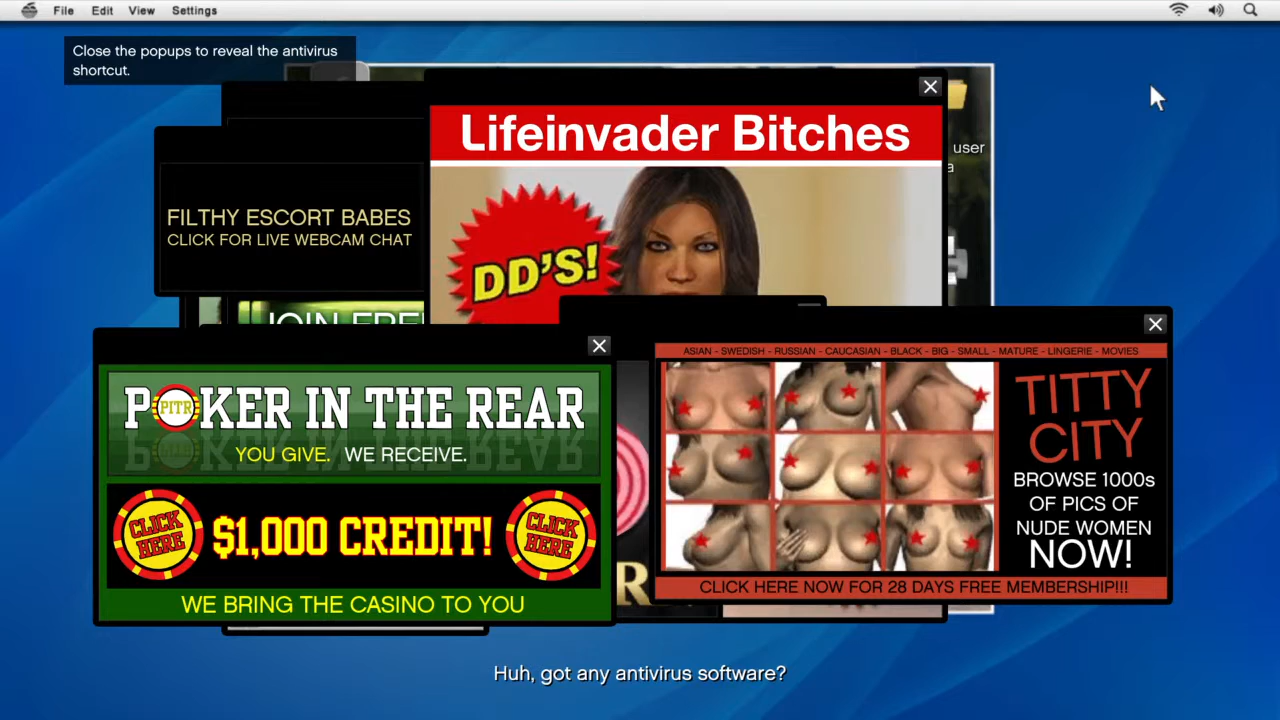 File Edit View Settings
Close the popups to reveal the antivirus
shortcut.
Lifeinvader Bitches
user
a
FILTHY ESCORT BABES
CLICK FOR LIVE WEBCAM CHAT
DD'S!
JOIN FREE
ASIAN - SWEDISH - RUSSIAN - CAUCASIAN - BLACK - BIG - SMALL - MATURE - LINGERIE - MOVIES
POKER IN THE REAR
PITR
YOU GIVE. WE RECEIVE.
TITTY
CITY
BROWSE 1000s
OF PICS OF
NUDE WOMEN
NOW!
CLICK HERE
$1,000 CREDIT!
CLICK HERE
R
CLICK HERE NOW FOR 28 DAYS FREE MEMBERSHIP!!!
WE BRING THE CASINO TO YOU
Huh, got any antivirus software?